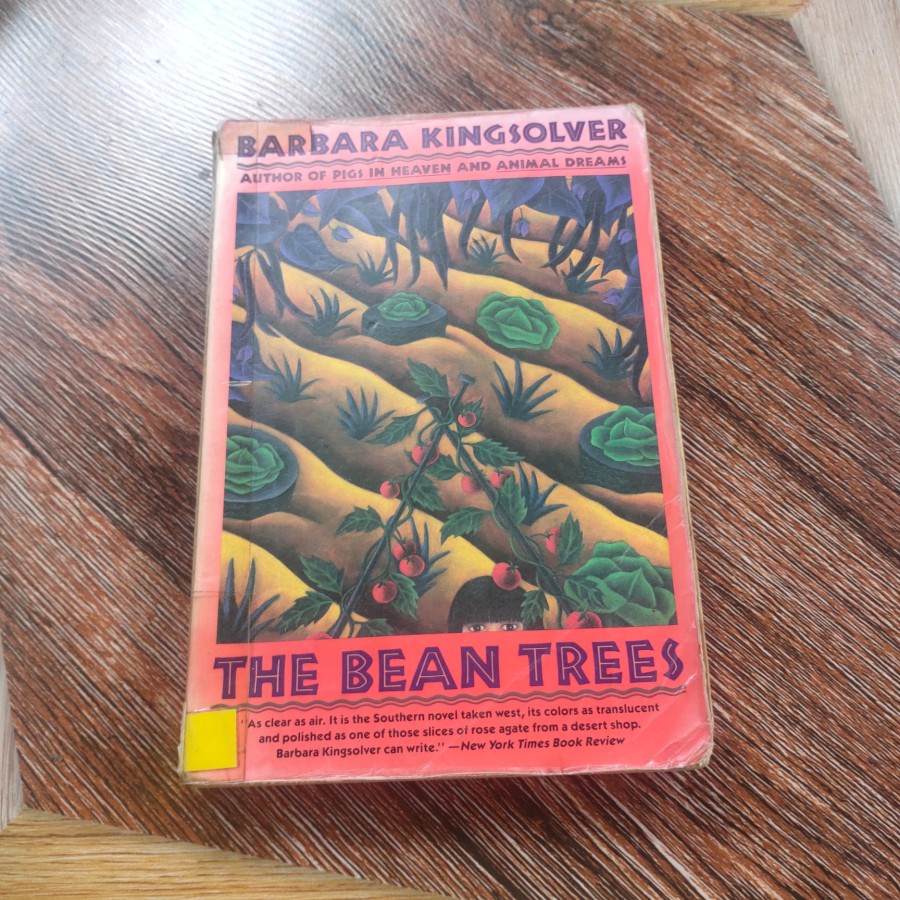 BARBARA KINGSOLVER
AUTHOR OF PIGS IN HEAVEN AND ANIMAL DREAMS
THE BEAN TREES
"As clear as air. It is the Southern novel taken west, its colors as translucent
and polished as one of those slices of rose agate from a desert shop.
Barbara Kingsolver can write." —New York Times Book Review